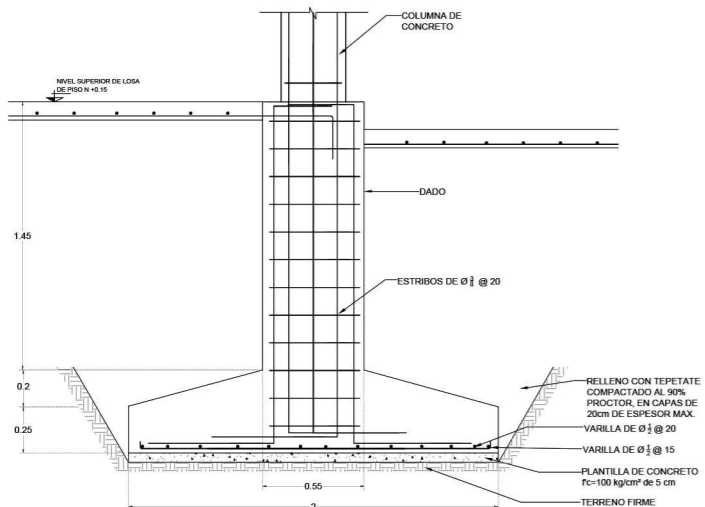 COLUMNA DE
CONCRETO
NIVEL SUPERIOR DE LOSA
DE PISO N +0.15
DADO
1.45
ESTRIBOS DE Ø 3/8 @ 20
0.2
0.25
RELLENO CON TEPETATE
COMPACTADO AL 90%
PROCTOR, EN CAPAS DE
20cm DE ESPESOR MAX.
VARILLA DE Ø 1/2 @ 20
VARILLA DE Ø 1/2 @ 15
PLANTILLA DE CONCRETO
f'c=100 kg/cm² de 5 cm
TERRENO FIRME
0.55
2